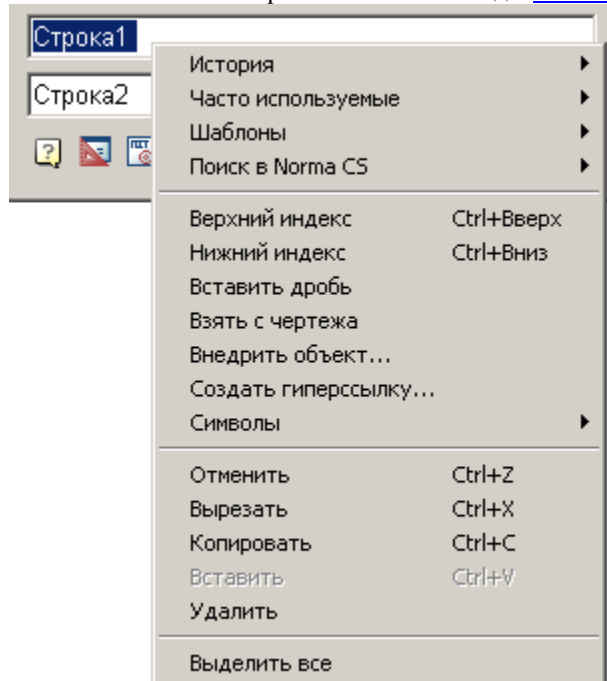 Строка1
Строка2
История
Часто используемые
Шаблоны
Поиск в Norma CS
Верхний индекс Ctrl+Вверх
Нижний индекс Ctrl+Вниз
Вставить дробь
Взять с чертежа
Внедрить объект...
Создать гиперссылку...
Символы
Отменить Ctrl+Z
Вырезать Ctrl+X
Копировать Ctrl+C
Вставить Ctrl+V
Удалить
Выделить все